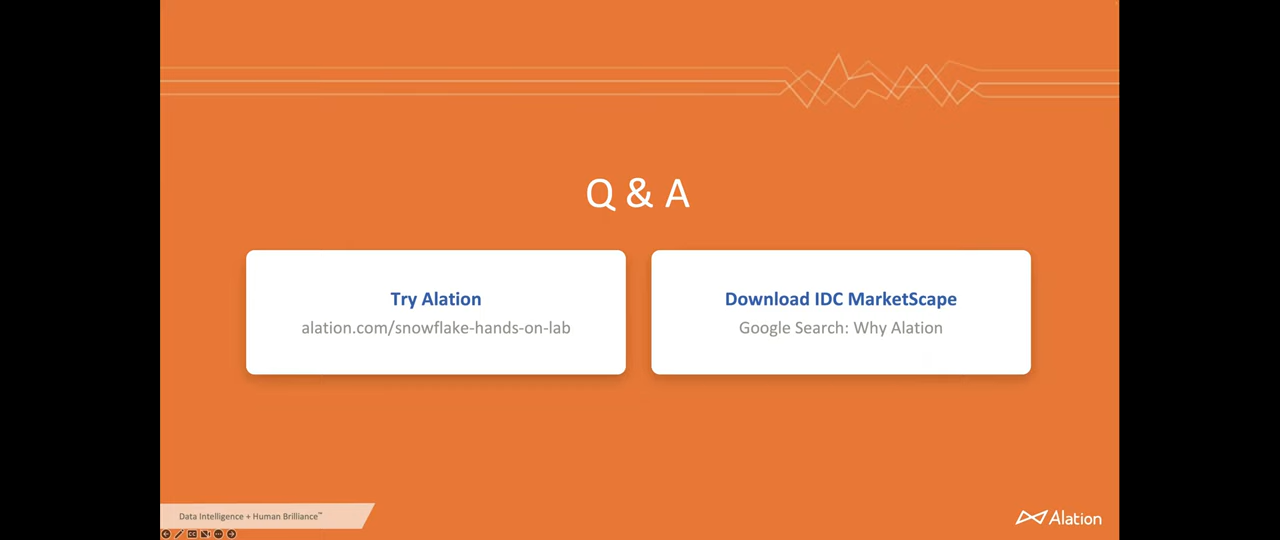 Q & A
Try Alation
alation.com/snowflake-hands-on-lab
Download IDC MarketScape
Google Search: Why Alation
Data Intelligence + Human Brilliance™
Alation